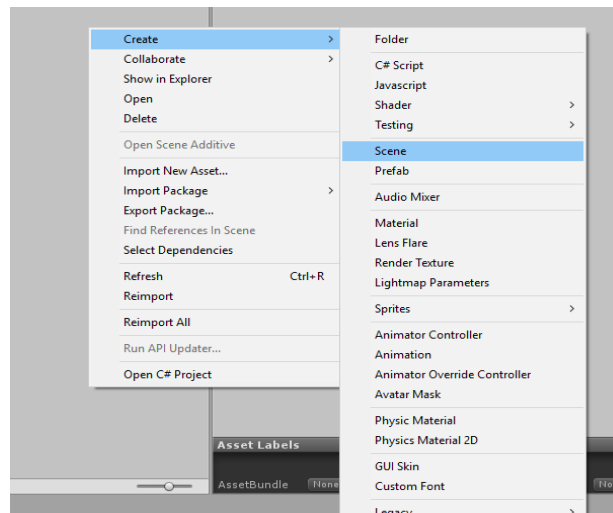 Create >
Collaborate >
Show in Explorer
Open
Delete
Open Scene Additive
Import New Asset...
Import Package >
Export Package...
Find References In Scene
Select Dependencies
Refresh Ctrl+R
Reimport
Reimport All
Run API Updater...
Open C# Project
Folder
C# Script
Javascript
Shader >
Testing >
Scene
Prefab
Audio Mixer
Material
Lens Flare
Render Texture
Lightmap Parameters
Sprites >
Animator Controller
Animation
Animator Override Controller
Avatar Mask
Physic Material
Physics Material 2D
GUI Skin
Custom Font
Legacy >
Asset Labels
AssetBundle None
No